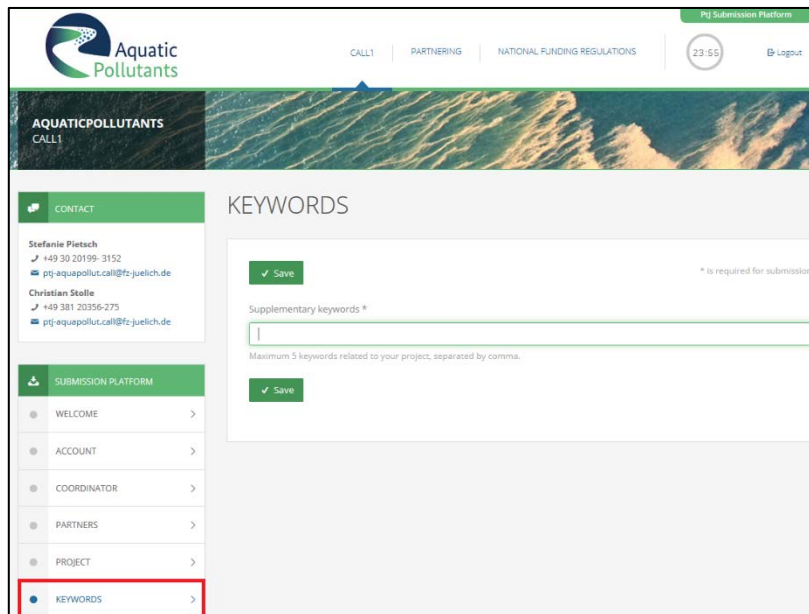 PtJ Submission Platform
Aquatic
Pollutants
CALL1
PARTNERING
NATIONAL FUNDING REGULATIONS
23:55
Logout
AQUATICPOLLUTANTS
CALL1
CONTACT
Stefanie Pietsch
+49 30 20199- 3152
ptj-aquapollut.call@fz-juelich.de
Christian Stolle
+49 381 20356-275
ptj-aquapollut.call@fz-juelich.de
SUBMISSION PLATFORM
WELCOME
ACCOUNT
COORDINATOR
PARTNERS
PROJECT
KEYWORDS
KEYWORDS
Save
* is required for submission
Supplementary keywords *
Maximum 5 keywords related to your project, separated by comma.
Save